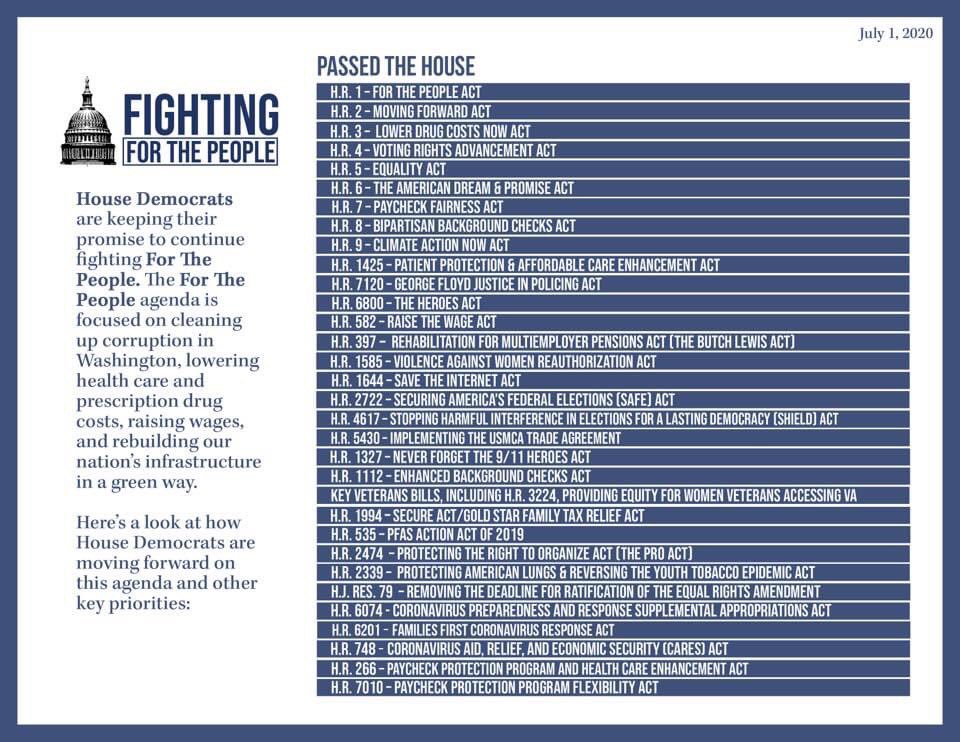 July 1, 2020
FIGHTING
FOR THE PEOPLE
House Democrats
are keeping their
promise to continue
fighting For The
People. The For The
People agenda is
focused on cleaning
up corruption in
Washington, lowering
health care and
prescription drug
costs, raising wages,
and rebuilding our
nation's infrastructure
in a green way.
Here's a look at how
House Democrats are
moving forward on
this agenda and other
key priorities:
PASSED THE HOUSE
H.R. 1 – FOR THE PEOPLE ACT
H.R. 2 – MOVING FORWARD ACT
H.R. 3 – LOWER DRUG COSTS NOW ACT
H.R. 4 – VOTING RIGHTS ADVANCEMENT ACT
H.R. 5 – EQUALITY ACT
H.R. 6 – THE AMERICAN DREAM & PROMISE ACT
H.R. 7 – PAYCHECK FAIRNESS ACT
H.R. 8 – BIPARTISAN BACKGROUND CHECKS ACT
H.R. 9 – CLIMATE ACTION NOW ACT
H.R. 1425 – PATIENT PROTECTION & AFFORDABLE CARE ENHANCEMENT ACT
H.R. 7120 – GEORGE FLOYD JUSTICE IN POLICING ACT
H.R. 6800 – THE HEROES ACT
H.R. 582 – RAISE THE WAGE ACT
H.R. 397 – REHABILITATION FOR MULTIEMPLOYER PENSIONS ACT (THE BUTCH LEWIS ACT)
H.R. 1585 – VIOLENCE AGAINST WOMEN REAUTHORIZATION ACT
H.R. 1644 – SAVE THE INTERNET ACT
H.R. 2722 – SECURING AMERICA'S FEDERAL ELECTIONS (SAFE) ACT
H.R. 4617 – STOPPING HARMFUL INTERFERENCE IN ELECTIONS FOR A LASTING DEMOCRACY (SHIELD) ACT
H.R. 5430 – IMPLEMENTING THE USMCA TRADE AGREEMENT
H.R. 1327 – NEVER FORGET THE 9/11 HEROES ACT
H.R. 1112 – ENHANCED BACKGROUND CHECKS ACT
KEY VETERANS BILLS, INCLUDING H.R. 3224, PROVIDING EQUITY FOR WOMEN VETERANS ACCESSING VA
H.R. 1994 – SECURE ACT/GOLD STAR FAMILY TAX RELIEF ACT
H.R. 535 – PFAS ACTION ACT OF 2019
H.R. 2474 – PROTECTING THE RIGHT TO ORGANIZE ACT (THE PRO ACT)
H.R. 2339 – PROTECTING AMERICAN LUNGS & REVERSING THE YOUTH TOBACCO EPIDEMIC ACT
H.J. RES. 79 – REMOVING THE DEADLINE FOR RATIFICATION OF THE EQUAL RIGHTS AMENDMENT
H.R. 6074 - CORONAVIRUS PREPAREDNESS AND RESPONSE SUPPLEMENTAL APPROPRIATIONS ACT
H.R. 6201 - FAMILIES FIRST CORONAVIRUS RESPONSE ACT
H.R. 748 - CORONAVIRUS AID, RELIEF, AND ECONOMIC SECURITY (CARES) ACT
H.R. 266 – PAYCHECK PROTECTION PROGRAM AND HEALTH CARE ENHANCEMENT ACT
H.R. 7010 – PAYCHECK PROTECTION PROGRAM FLEXIBILITY ACT